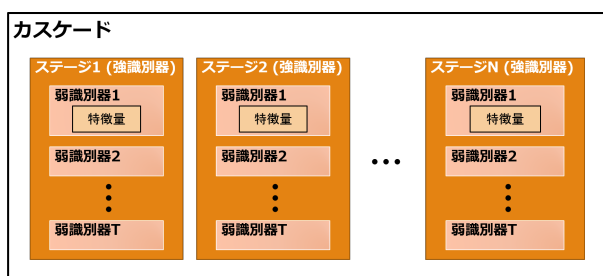 カスケード
ステージ1 (強識別器)
弱識別器1
特徴量
弱識別器2
弱識別器T
ステージ2 (強識別器)
弱識別器1
特徴量
弱識別器2
弱識別器T
...
ステージN (強識別器)
弱識別器1
特徴量
弱識別器2
弱識別器T